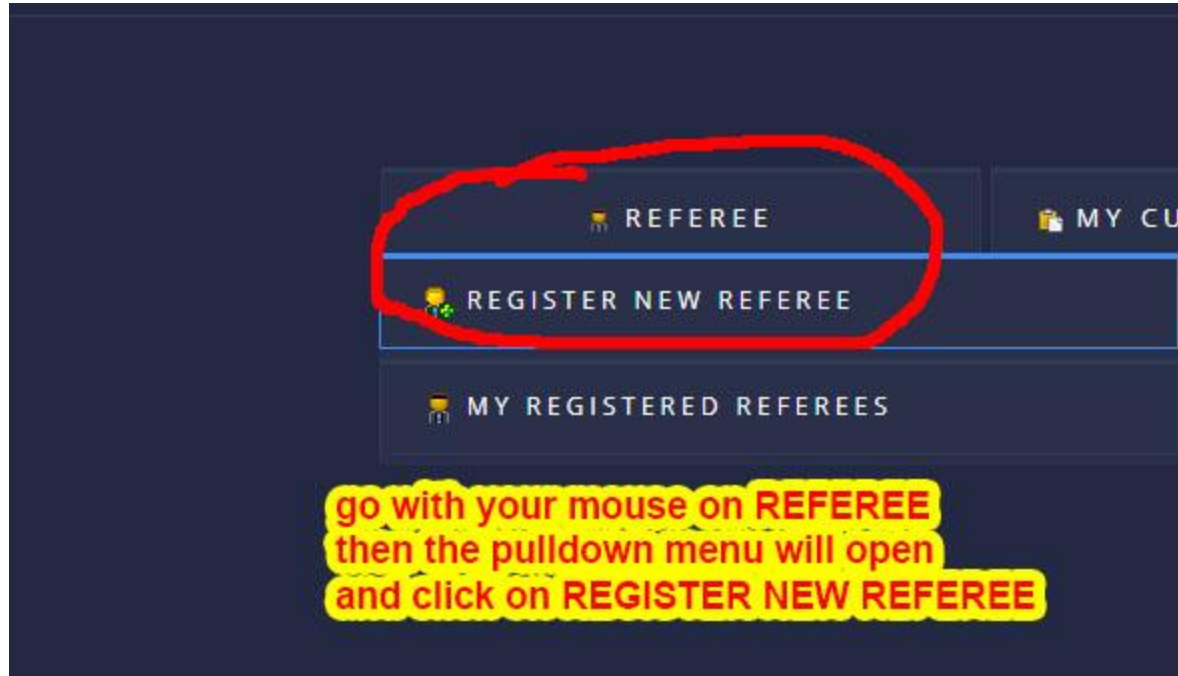 REFEREE
MY CU
REGISTER NEW REFEREE
MY REGISTERED REFEREES
go with your mouse on REFEREE
then the pulldown menu will open
and click on REGISTER NEW REFEREE